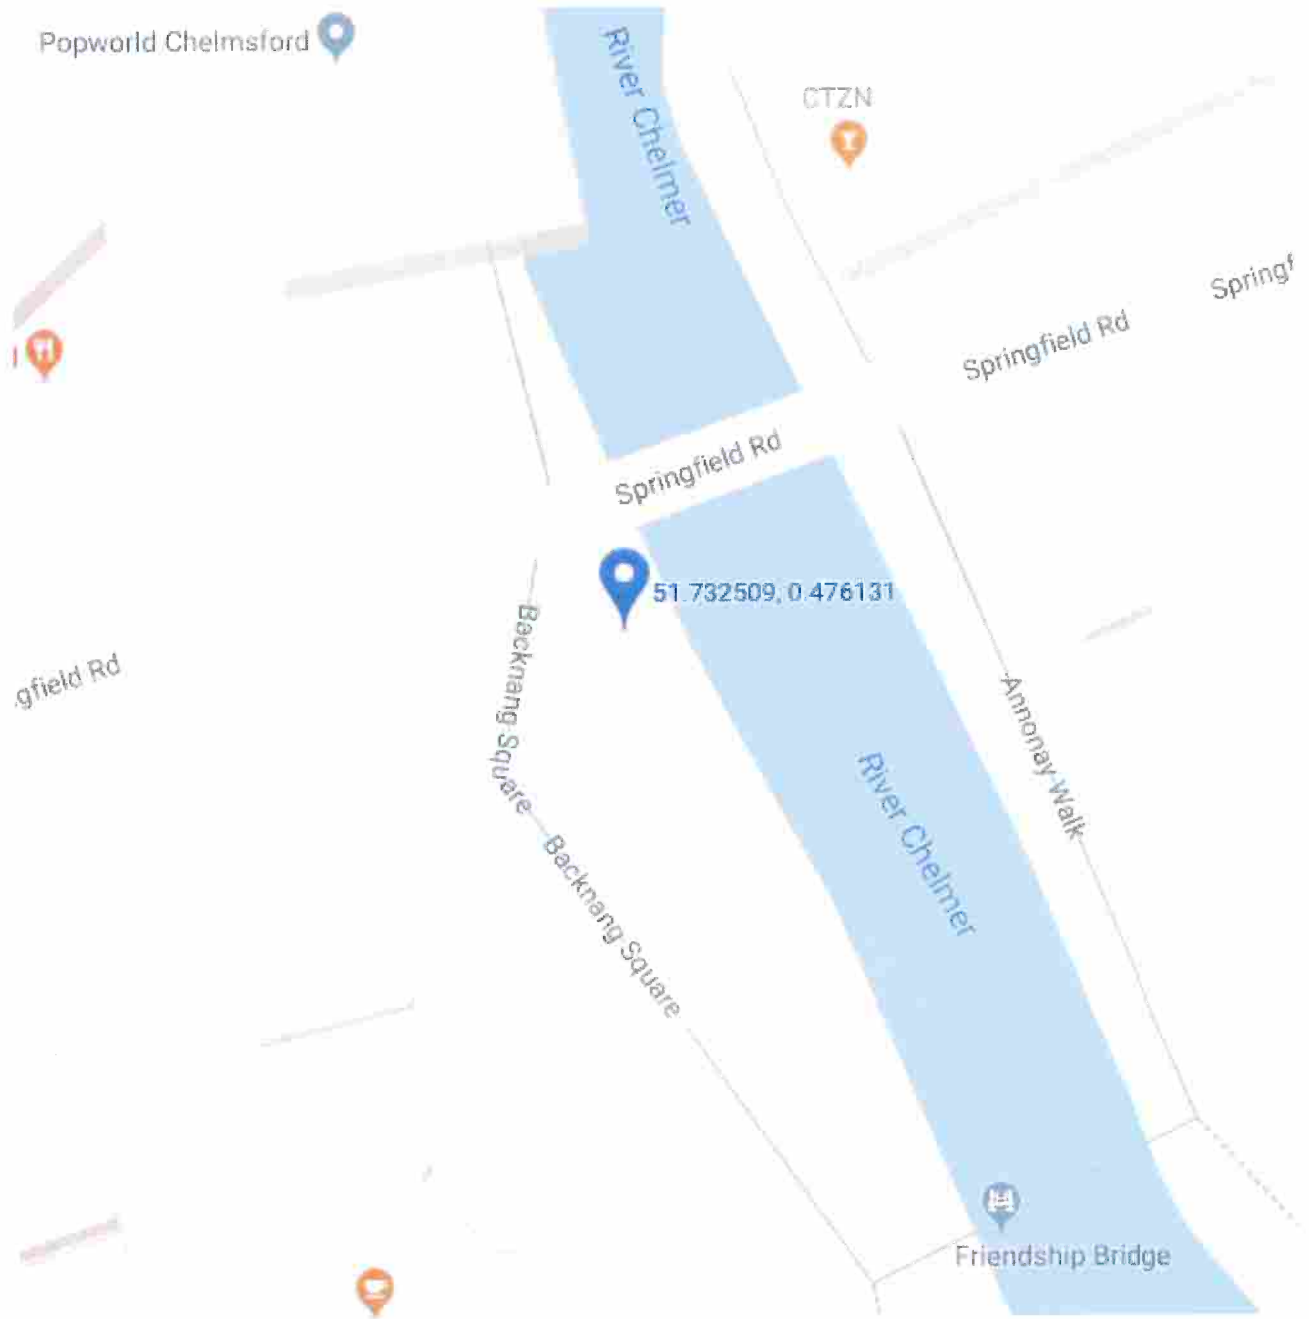 Popworld Chelmsford
River Chelmer
CTZN
Springf
Springfield Rd
Springfield Rd
51.732509, 0.476131
Backnang Square
gfield Rd
Annonay Walk
River Chelmer
Backnang Square
Friendship Bridge